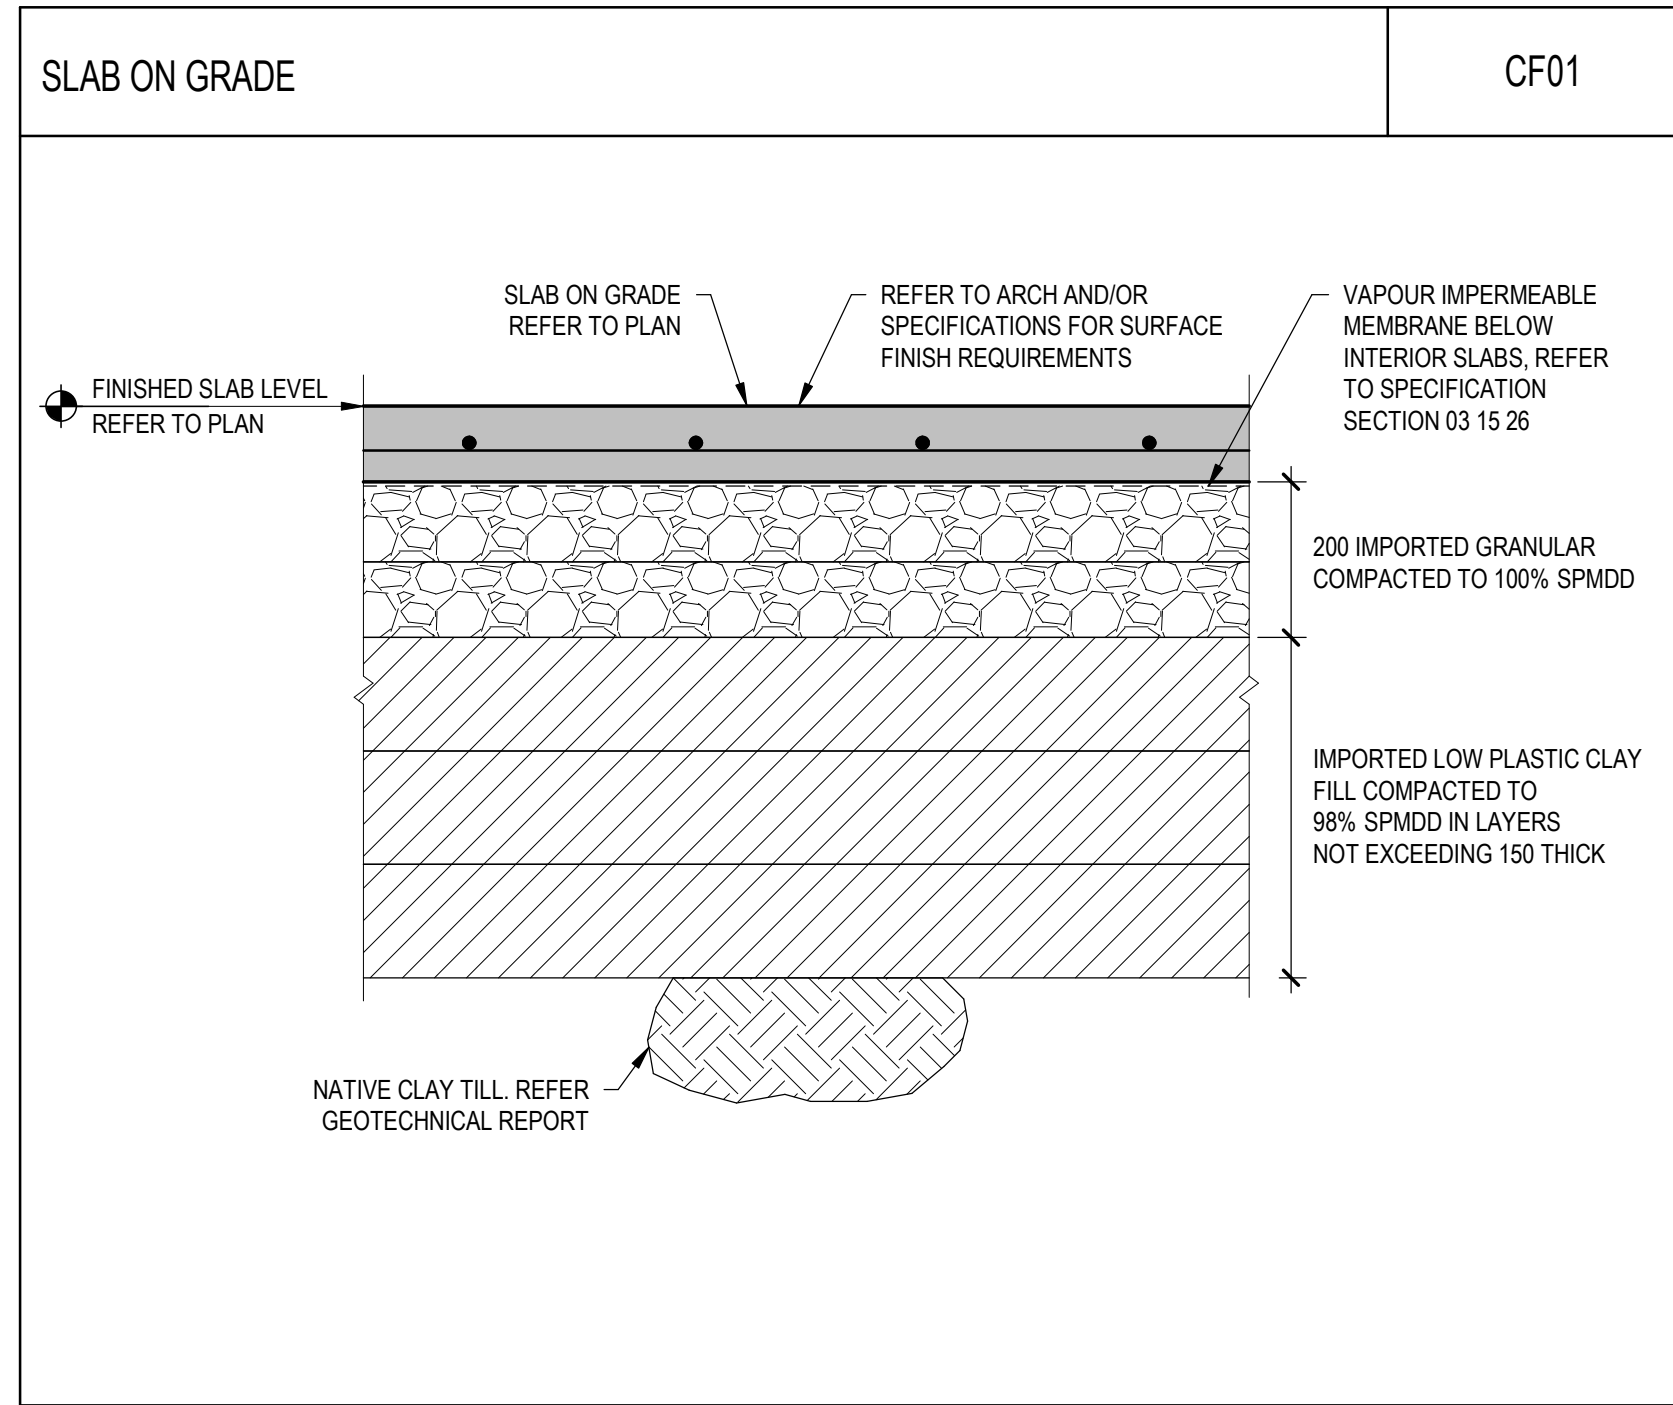 SLAB ON GRADE
CF01
SLAB ON GRADE
REFER TO PLAN
REFER TO ARCH AND/OR
SPECIFICATIONS FOR SURFACE
FINISH REQUIREMENTS
VAPOUR IMPERMEABLE
MEMBRANE BELOW
INTERIOR SLABS, REFER
TO SPECIFICATION
SECTION 03 15 26
FINISHED SLAB LEVEL
REFER TO PLAN
200 IMPORTED GRANULAR
COMPACTED TO 100% SPMDD
IMPORTED LOW PLASTIC CLAY
FILL COMPACTED TO
98% SPMDD IN LAYERS
NOT EXCEEDING 150 THICK
NATIVE CLAY TILL. REFER
GEOTECHNICAL REPORT